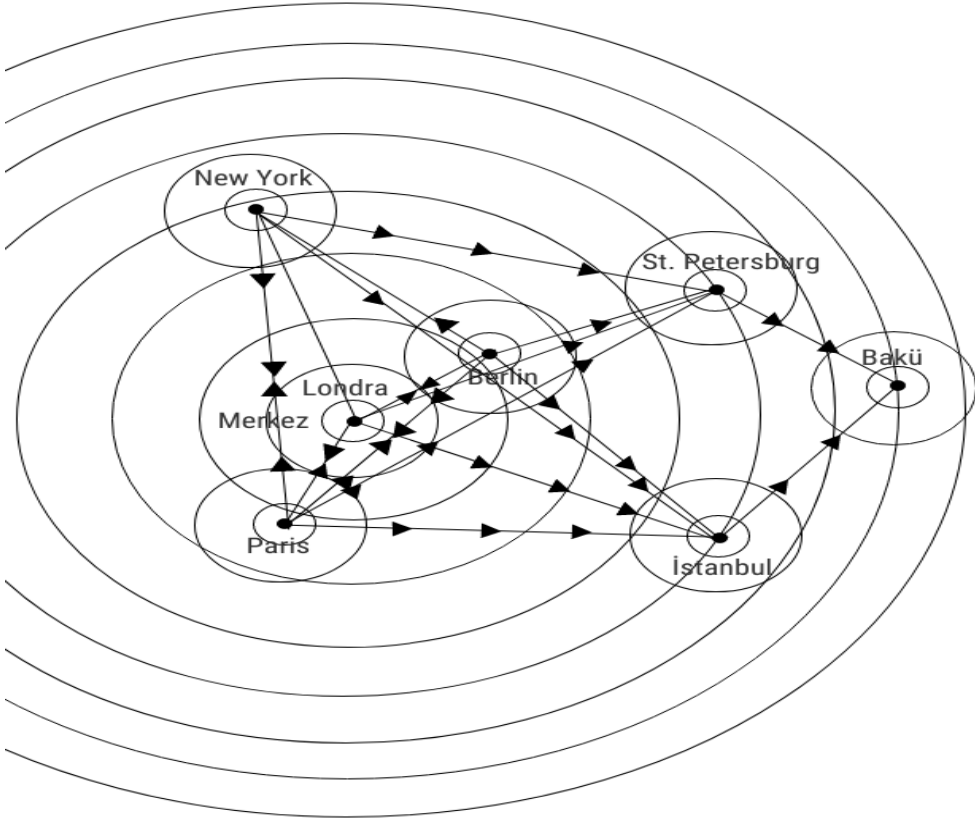 New York
St. Petersburg
Bakü
Berlin
Londra
Merkez
Paris
İstanbul